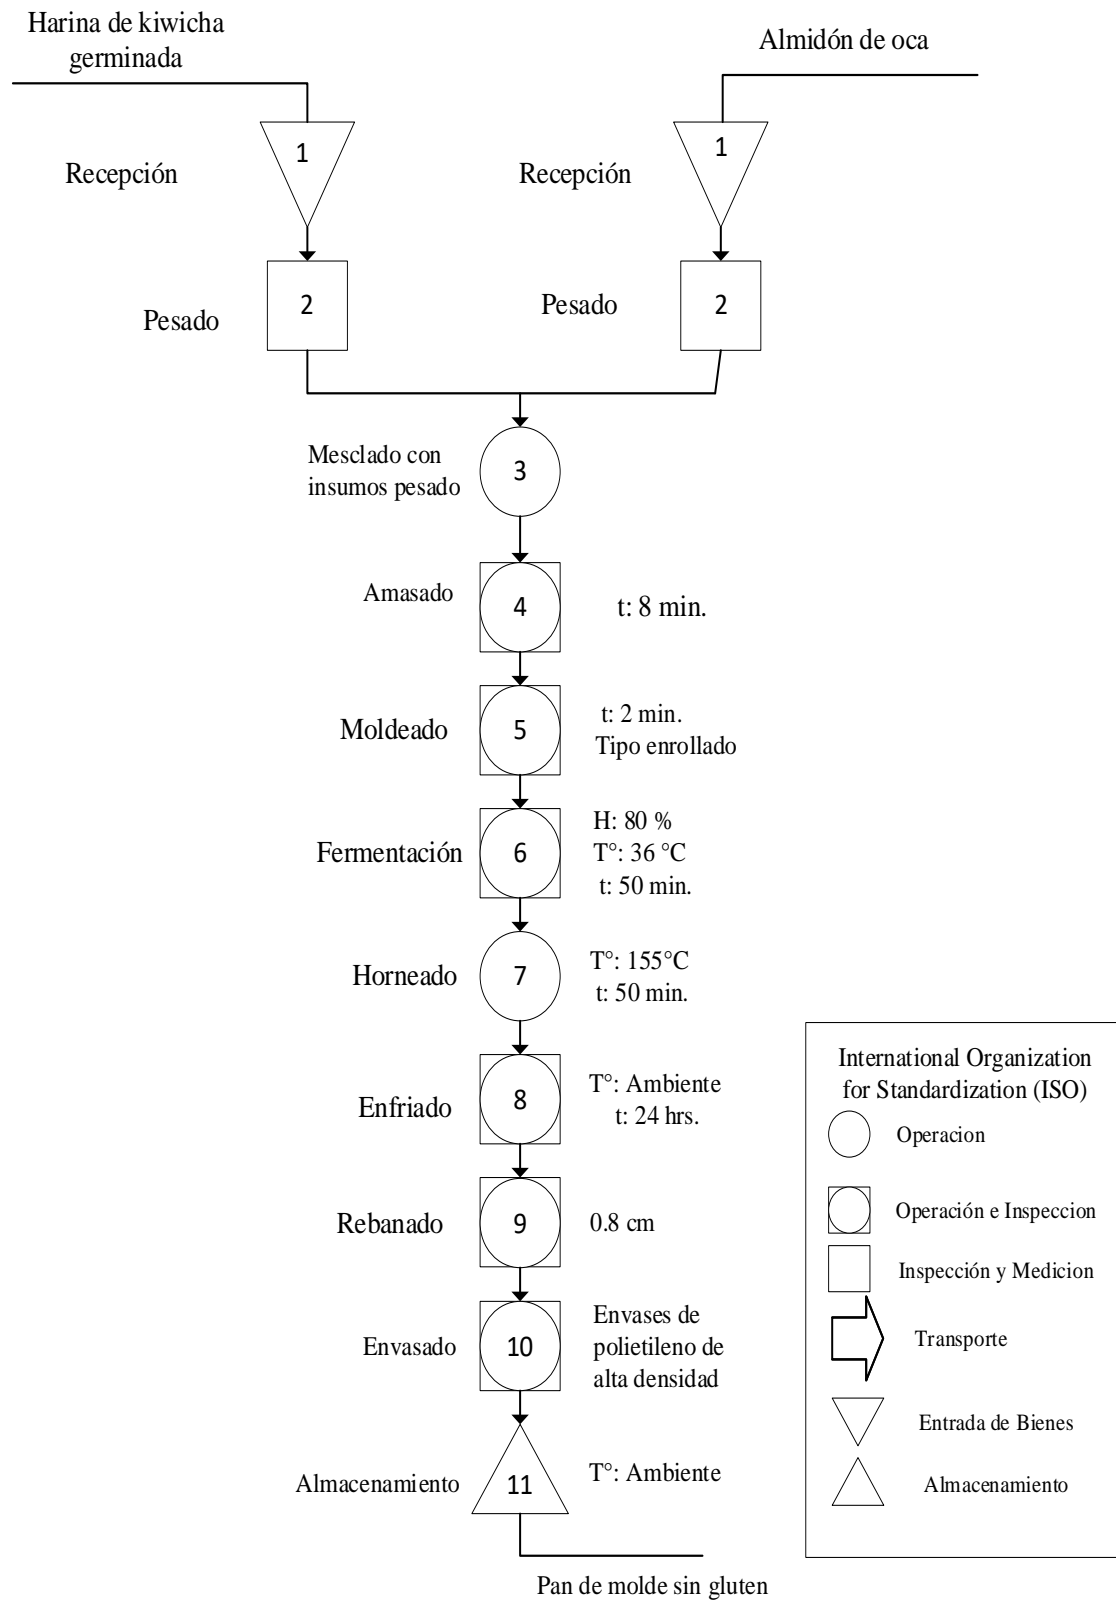 Harina de kiwicha
germinada
Almidón de oca
1
Recepción
1
Recepción
2
Pesado
2
Pesado
Mesclado con
insumos pesado
3
Amasado
4
t: 8 min.
Moldeado
5
t: 2 min.
Tipo enrollado
Fermentación
6
H: 80 %
T°: 36 °C
t: 50 min.
Horneado
7
T°: 155°C
t: 50 min.
Enfriado
8
T°: Ambiente
t: 24 hrs.
Rebanado
9
0.8 cm
Envasado
10
Envases de
polietileno de
alta densidad
Almacenamiento
11
T°: Ambiente
Pan de molde sin gluten
International Organization
for Standardization (ISO)
Operacion
Operación e Inspeccion
Inspección y Medicion
Transporte
Entrada de Bienes
Almacenamiento